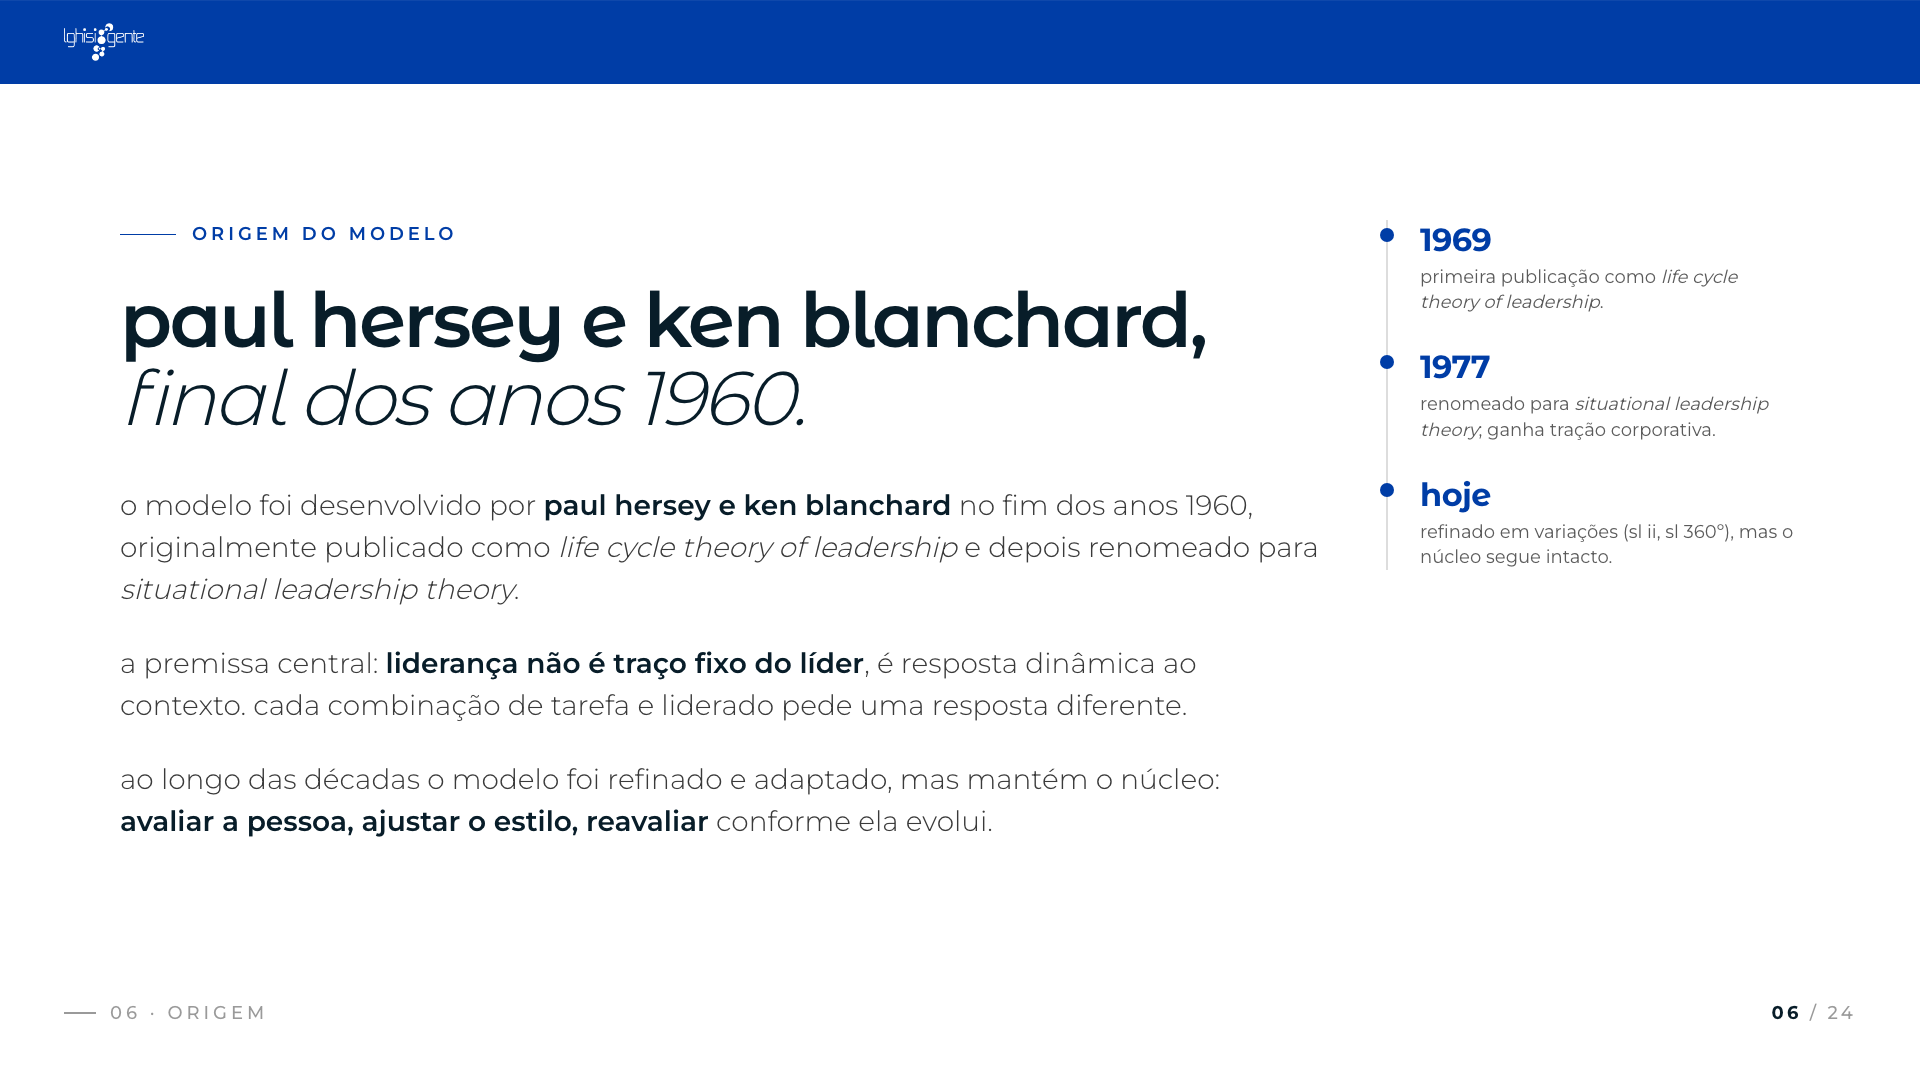 lghisi gente
ORIGEM DO MODELO
paul hersey e ken blanchard,
final dos anos 1960.
o modelo foi desenvolvido por paul hersey e ken blanchard no fim dos anos 1960,
originalmente publicado como life cycle theory of leadership e depois renomeado para
situational leadership theory.
a premissa central: liderança não é traço fixo do líder, é resposta dinâmica ao
contexto. cada combinação de tarefa e liderado pede uma resposta diferente.
ao longo das décadas o modelo foi refinado e adaptado, mas mantém o núcleo:
avaliar a pessoa, ajustar o estilo, reavaliar conforme ela evolui.
1969
primeira publicação como life cycle
theory of leadership.
1977
renomeado para situational leadership
theory; ganha tração corporativa.
hoje
refinado em variações (sl ii, sl 360º), mas o
núcleo segue intacto.
06 · ORIGEM
06 / 24